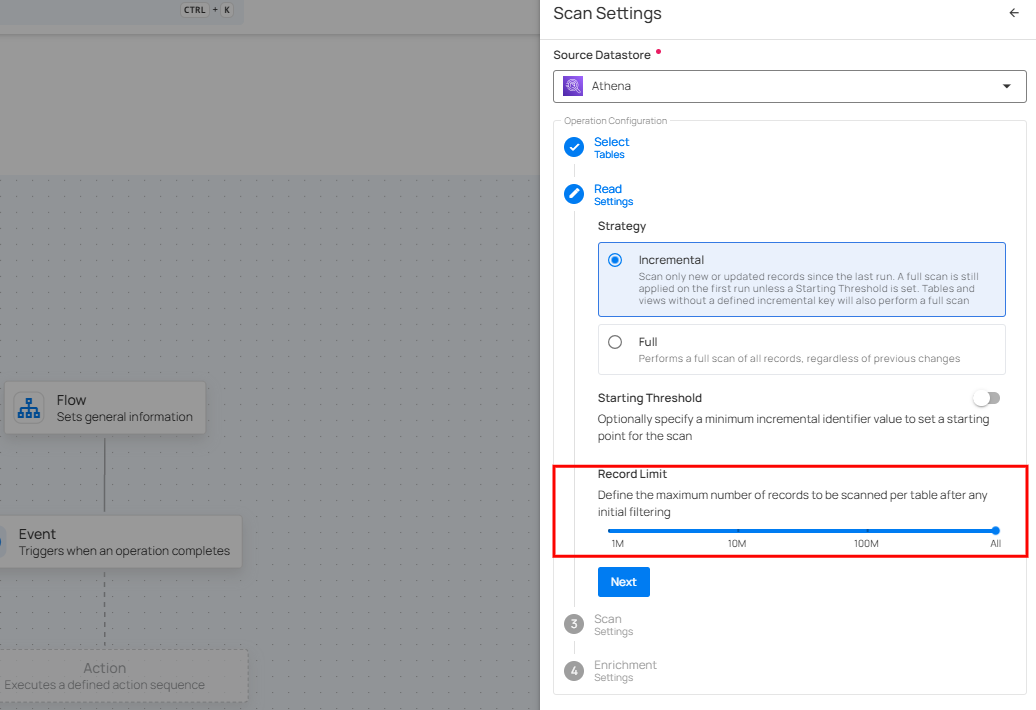 CTRL + K
Scan Settings
Source Datastore
Athena
Operation Configuration
Select
Tables
Read
Settings
Strategy
Incremental
Scan only new or updated records since the last run. A full scan is still
applied on the first run unless a Starting Threshold is set. Tables and
views without a defined incremental key will also perform a full scan
Full
Performs a full scan of all records, regardless of previous changes
Starting Threshold
Optionally specify a minimum incremental identifier value to set a starting
point for the scan
Record Limit
Define the maximum number of records to be scanned per table after any
initial filtering
1M 10M 100M All
Next
3 Scan
Settings
4 Enrichment
Settings
Flow
Sets general information
Event
Triggers when an operation completes
Action
Executes a defined action sequence